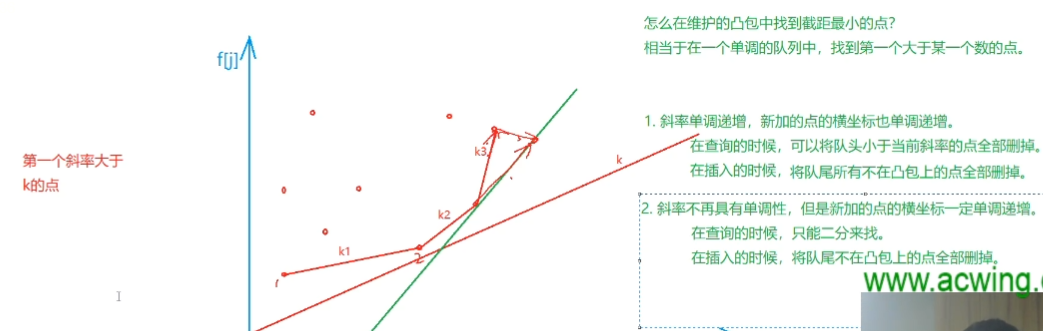 怎么在维护的凸包中找到截距最小的点?
相当于在一个单调的队列中，找到第一个大于某一个数的点。
f[j]
1. 斜率单调递增，新加的点的横坐标也单调递增。
在查询的时候，可以将队头小于当前斜率的点全部删掉。
在插入的时候，将队尾所有不在凸包上的点全部删掉。
第一个斜率大于
k的点
k3
k
2. 斜率不再具有单调性，但是新加的点的横坐标一定单调递增。
在查询的时候，只能二分来找。
在插入的时候，将队尾不在凸包上的点全部删掉。
k2
k1
2
1
www.acwing.c